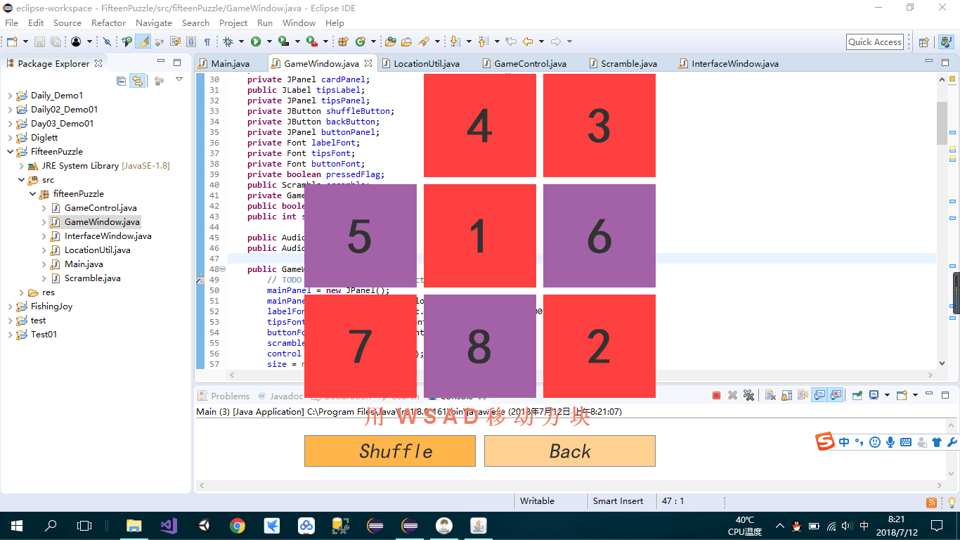 eclipse-workspace - FifteenPuzzle/src/fifteenPuzzle/GameWindow.java - Eclipse IDE
File Edit Source Refactor Navigate Search Project Run Window Help
Quick Access
Package Explorer
Main.java GameWindow.java LocationUtil.java GameControl.java Scramble.java InterfaceWindow.java
Daily_Demo1
Daily02_Demo01
Day03_Demo01
Diglett
FifteenPuzzle
JRE System Library [JavaSE-1.8]
src
fifteenPuzzle
GameControl.java
GameWindow.java
InterfaceWindow.java
LocationUtil.java
Main.java
Scramble.java
res
FishingJoy
test
Test01
30 private JPanel cardPanel;
31 public JLabel tipsLabel;
32 private JPanel tipsPanel;
33 private JButton shuffleButton;
34 private JButton backButton;
35 private JPanel buttonPanel;
36 private Font labelFont;
37 private Font tipsFont;
38 private Font buttonFont;
39 private boolean pressedFlag;
40 public Scramble scramble;
41 private Game
42 public bool
43 public int s
44
45 public Audio
46 public Audio
47
48 public GameW
49 // TODO
50 mainPanel = new JPanel();
51 mainPane
52 labelFon
53 tipsFont
54 buttonFo
55 scramble
56 control
57 size = n
4 3
5 1 6
7 8 2
用WSAD移动方块
Shuffle Back
Problems Javadoc Declaration Console
Main (3) [Java Application] C:\Program Files\Java\jre1.8.0_161\bin\javaw.exe (2018年7月12日 上午8:21:07)
中
Writable Smart Insert 47 : 1
40℃
CPU温度
中
8:21
2018/7/12